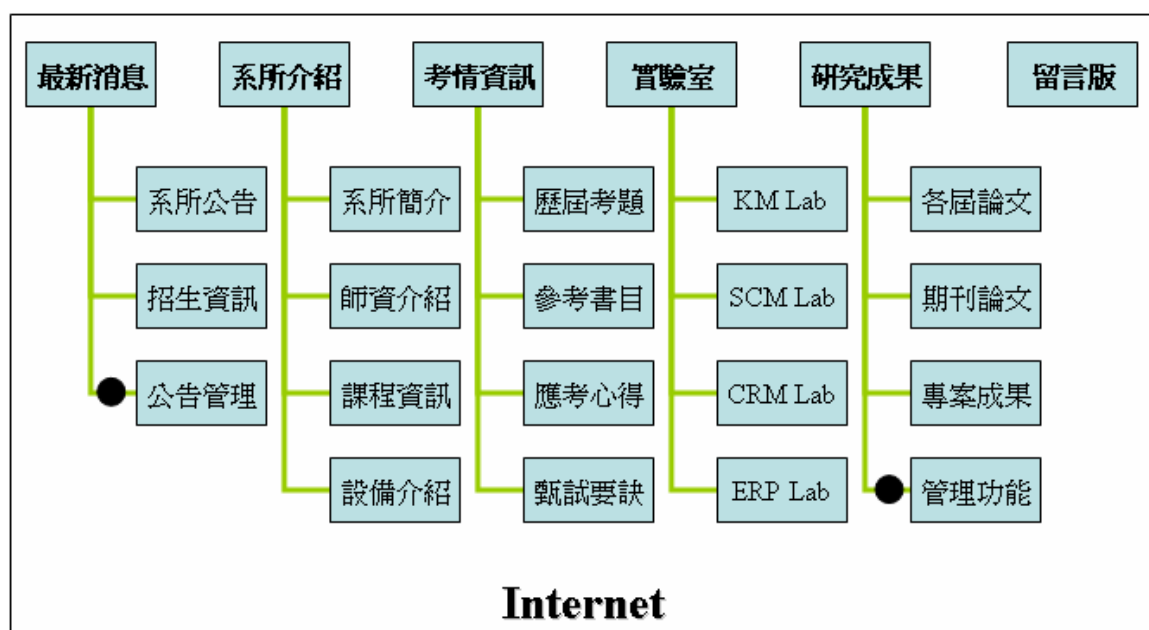 最新消息
系所介紹
考情資訊
實驗室
研究成果
留言版
系所公告
系所簡介
歷屆考題
KM Lab
各屆論文
招生資訊
師資介紹
參考書目
SCM Lab
期刊論文
公告管理
課程資訊
應考心得
CRM Lab
專案成果
設備介紹
甄試要訣
ERP Lab
管理功能
Internet